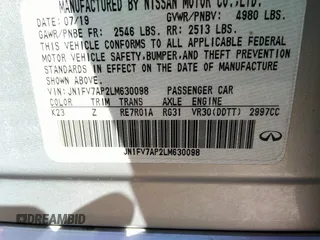 MANUFACTURED BY NISSAN MOTOR CO.,LTD.
DATE: 07/19 GVWR/PNBV: 4980 LBS.
GAWR/PNBE FR: 2546 LBS. RR: 2513 LBS.
THIS VEHICLE CONFORMS TO ALL APPLICABLE FEDERAL
MOTOR VEHICLE SAFETY,BUMPER,AND THEFT PREVENTION
STANDARDS IN EFFECT ON THE DATE OF MANUFACTURE
SHOWN ABOVE.
VIN: JN1FV7AP2LM630098 PASSENGER CAR
COLOR TRIM TRANS AXLE ENGINE
K23 Z RE7R01A RG31 VR30(DDTT) 2997CC
JN1FV7AP2LM630098
INFINITI
DREAMBID